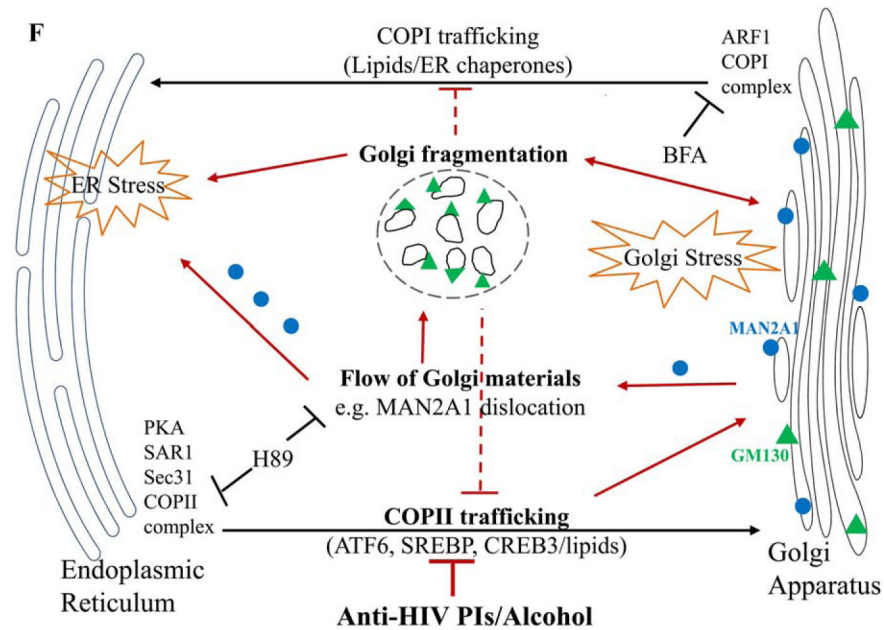 F
COPI trafficking
(Lipids/ER chaperones)
ARF1
COPI
complex
BFA
Golgi fragmentation
ER Stress
Golgi Stress
MAN2A1
Flow of Golgi materials
e.g. MAN2A1 dislocation
PKA
SAR1
Sec31
COPII
complex
H89
GM130
COPII trafficking
(ATF6, SREBP, CREB3/lipids)
Endoplasmic
Reticulum
Golgi
Apparatus
Anti-HIV PIs/Alcohol